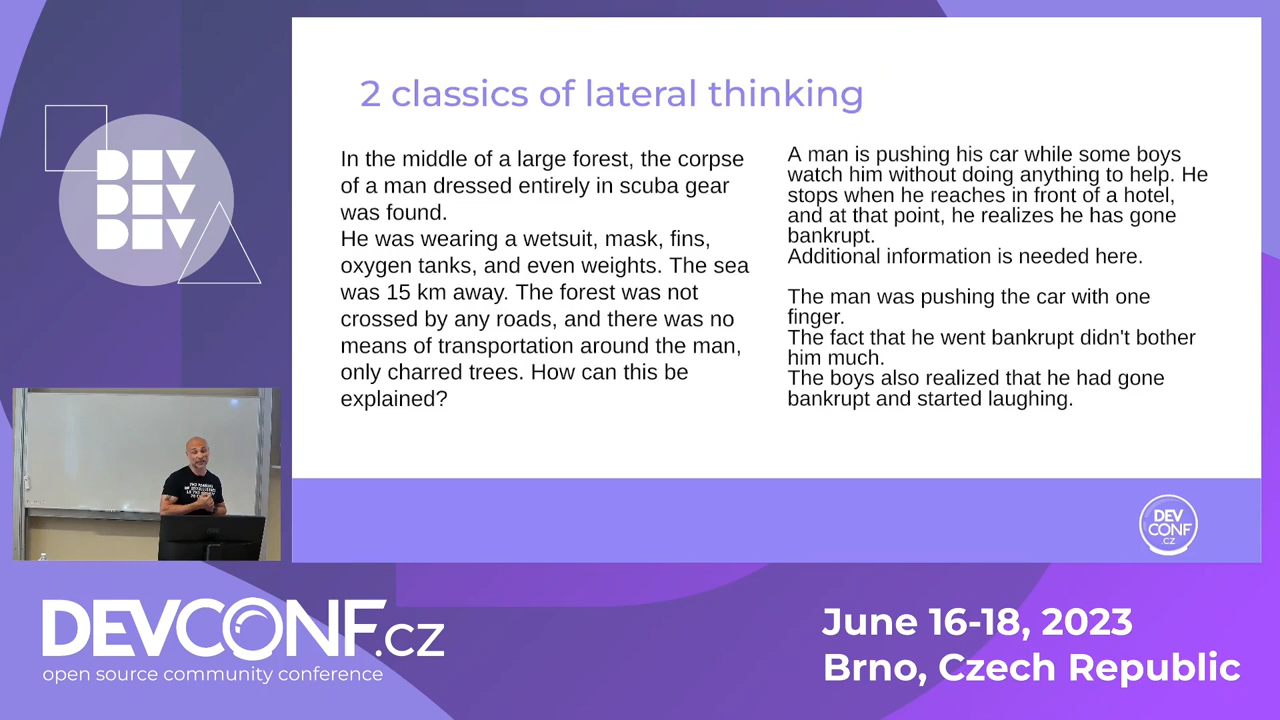 DEV
DEV
DEV
2 classics of lateral thinking
In the middle of a large forest, the corpse
of a man dressed entirely in scuba gear
was found.
He was wearing a wetsuit, mask, fins,
oxygen tanks, and even weights. The sea
was 15 km away. The forest was not
crossed by any roads, and there was no
means of transportation around the man,
only charred trees. How can this be
explained?
A man is pushing his car while some boys
watch him without doing anything to help. He
stops when he reaches in front of a hotel,
and at that point, he realizes he has gone
bankrupt.
Additional information is needed here.
The man was pushing the car with one
finger.
The fact that he went bankrupt didn't bother
him much.
The boys also realized that he had gone
bankrupt and started laughing.
DEV
CONF
.CZ
DEVCONF.cz
open source community conference
June 16-18, 2023
Brno, Czech Republic